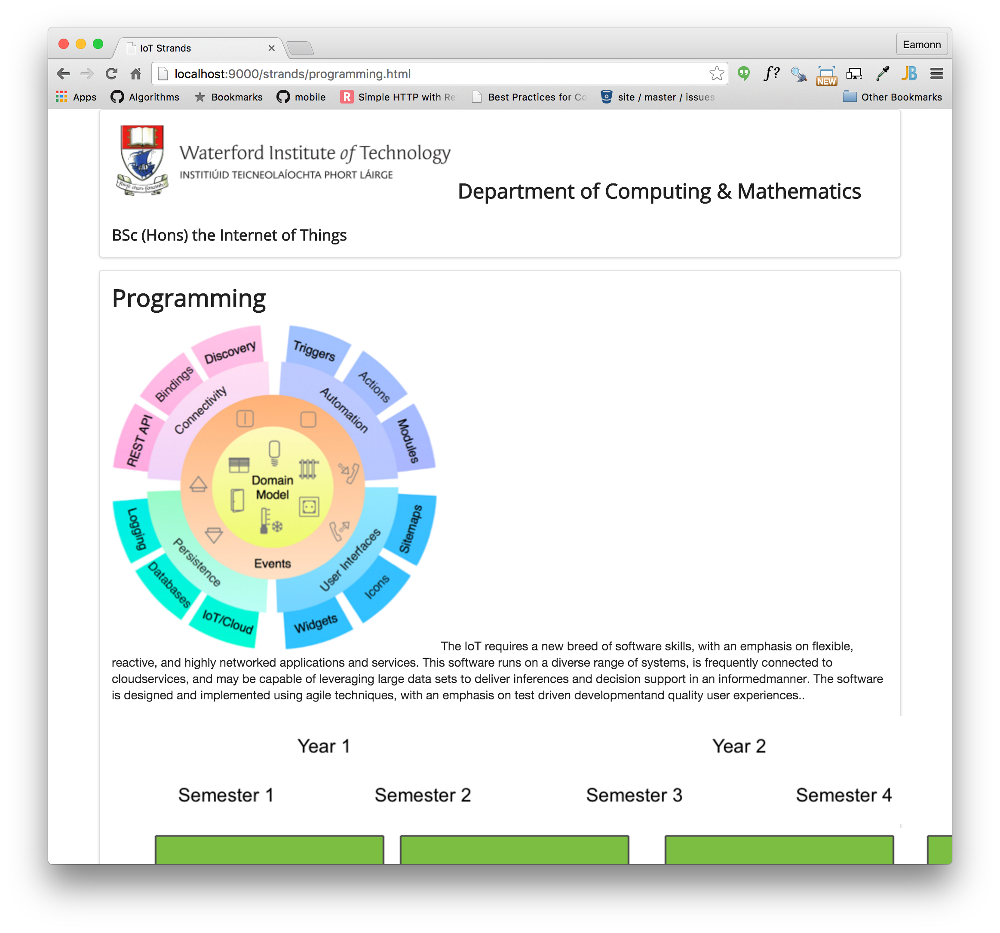 IoT Strands
Eamonn
localhost:9000/strands/programming.html
NEW
Apps
Algorithms
Bookmarks
mobile
Simple HTTP with Re
Best Practices for Co
site / master / issues
Other Bookmarks
Waterford Institute of Technology
INSTITIÚID TEICNEOLAÍOCHTA PHORT LÁIRGE
Department of Computing & Mathematics
BSc (Hons) the Internet of Things
Programming
Discovery
Triggers
Bindings
Actions
Connectivity
Automation
REST API
Modules
Domain
Model
Logging
Sitemaps
Persistence
Events
User Interfaces
Databases
Icons
IoT/Cloud
Widgets
The IoT requires a new breed of software skills, with an emphasis on flexible,
reactive, and highly networked applications and services. This software runs on a diverse range of systems, is frequently connected to
cloudservices, and may be capable of leveraging large data sets to deliver inferences and decision support in an informedmanner. The software
is designed and implemented using agile techniques, with an emphasis on test driven developmentand quality user experiences..
Year 1
Year 2
Semester 1
Semester 2
Semester 3
Semester 4